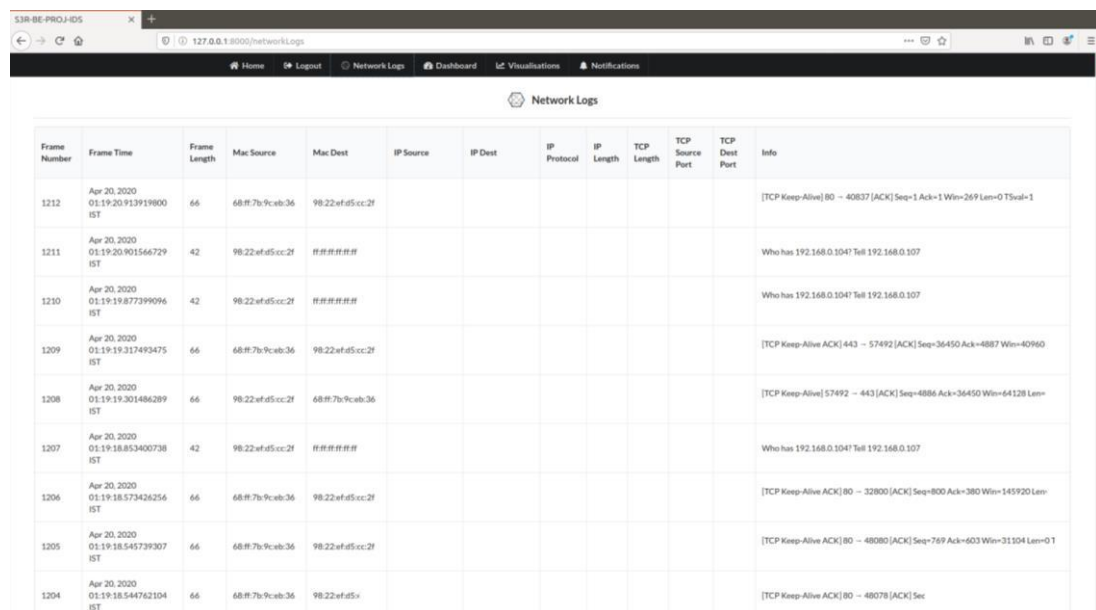 S3R-BE-PROJ-IDS
127.0.0.1:8000/networkLogs
Home Logout Network Logs Dashboard Visualisations Notifications
Network Logs
Frame Number Frame Time Frame Length Mac Source Mac Dest IP Source IP Dest IP Protocol IP Length TCP Length TCP Source Port TCP Dest Port Info
1212 Apr 20, 2020 01:19:20.913919800 IST 66 68:ff:7b:9c:eb:36 98:22:ef:d5:cc:2f [TCP Keep-Alive] 80 → 40837 [ACK] Seq=1 Ack=1 Win=269 Len=0 TSval=1
1211 Apr 20, 2020 01:19:20.901566729 IST 42 98:22:ef:d5:cc:2f ff:ff:ff:ff:ff:ff Who has 192.168.0.104? Tell 192.168.0.107
1210 Apr 20, 2020 01:19:19.877399096 IST 42 98:22:ef:d5:cc:2f ff:ff:ff:ff:ff:ff Who has 192.168.0.104? Tell 192.168.0.107
1209 Apr 20, 2020 01:19:19.317493475 IST 66 68:ff:7b:9c:eb:36 98:22:ef:d5:cc:2f [TCP Keep-Alive ACK] 443 → 57492 [ACK] Seq=36450 Ack=4887 Win=40960
1208 Apr 20, 2020 01:19:19.301486289 IST 66 98:22:ef:d5:cc:2f 68:ff:7b:9c:eb:36 [TCP Keep-Alive] 57492 → 443 [ACK] Seq=4886 Ack=36450 Win=64128 Len=
1207 Apr 20, 2020 01:19:18.853400738 IST 42 98:22:ef:d5:cc:2f ff:ff:ff:ff:ff:ff Who has 192.168.0.104? Tell 192.168.0.107
1206 Apr 20, 2020 01:19:18.573426256 IST 66 68:ff:7b:9c:eb:36 98:22:ef:d5:cc:2f [TCP Keep-Alive ACK] 80 → 32800 [ACK] Seq=800 Ack=380 Win=145920 Len=
1205 Apr 20, 2020 01:19:18.545739307 IST 66 68:ff:7b:9c:eb:36 98:22:ef:d5:cc:2f [TCP Keep-Alive ACK] 80 → 48080 [ACK] Seq=769 Ack=603 Win=31104 Len=0 T
1204 Apr 20, 2020 01:19:18.544762104 IST 66 68:ff:7b:9c:eb:36 98:22:ef:d5: [TCP Keep-Alive ACK] 80 → 48078 [ACK]